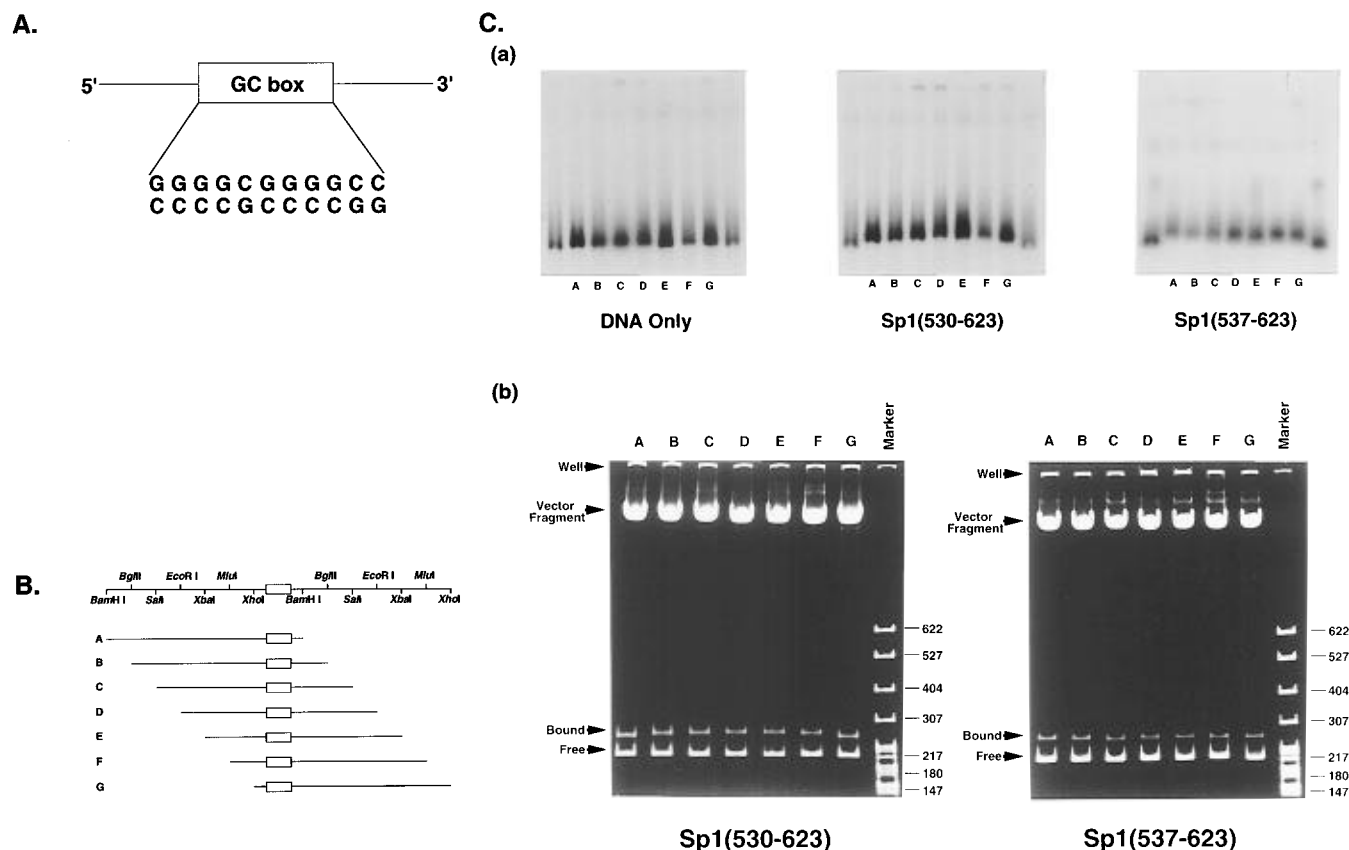 A.
5' GC box 3'
G G G G C G G G G C C
C C C C G C C C C G G
B.
BglII EcoR I MluI BglII EcoR I MluI
BamH I SalI XbaI XhoI BamH I SalI XbaI XhoI
A
B
C
D
E
F
G
C.
(a)
A B C D E F G
DNA Only
A B C D E F G
Sp1(530-623)
A B C D E F G
Sp1(537-623)
(b)
A B C D E F G Marker
Well
Vector
Fragment
622
527
404
307
Bound
Free
217
180
147
Sp1(530-623)
A B C D E F G Marker
Well
Vector
Fragment
622
527
404
307
Bound
Free
217
180
147
Sp1(537-623)